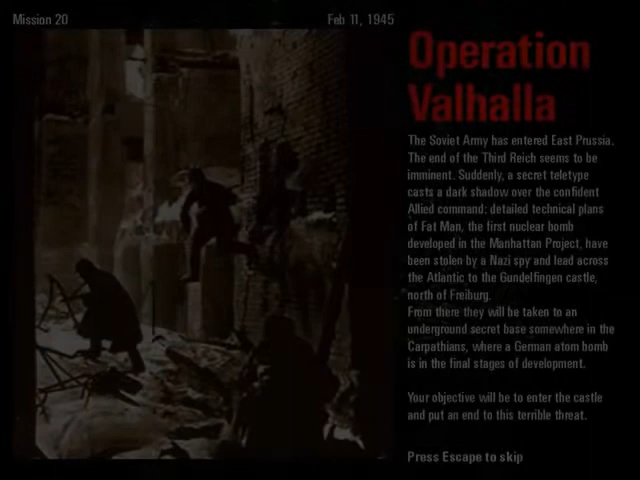 Mission 20
Feb 11, 1945
Operation
Valhalla
The Soviet Army has entered East Prussia.
The end of the Third Reich seems to be
imminent. Suddenly, a secret teletype
casts a dark shadow over the confident
Allied command: detailed technical plans
of Fat Man, the first nuclear bomb
developed in the Manhattan Project, have
been stolen by a Nazi spy and lead across
the Atlantic to the Gundelfingen castle,
north of Freiburg.
From there they will be taken to an
underground secret base somewhere in the
Carpathians, where a German atom bomb
is in the final stages of development.
Your objective will be to enter the castle
and put an end to this terrible threat.
Press Escape to skip